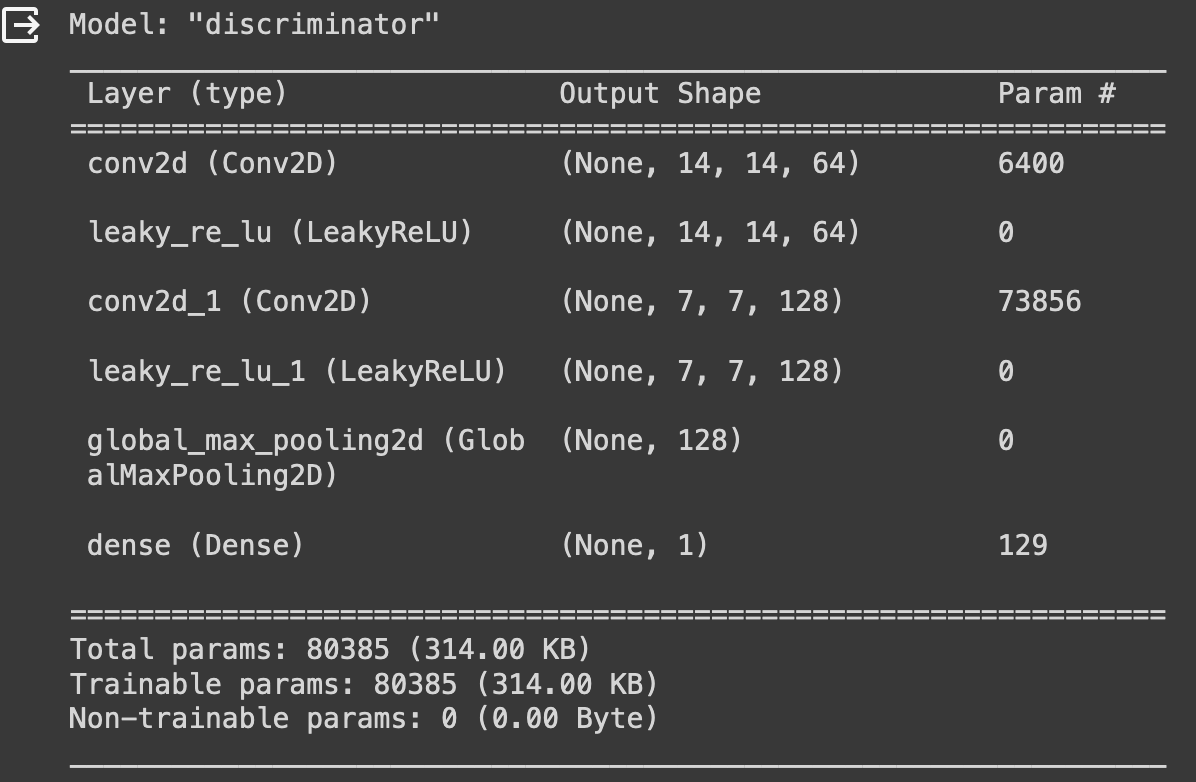 Model: "discriminator"
Layer (type) Output Shape Param #
=================================================================
conv2d (Conv2D) (None, 14, 14, 64) 6400
leaky_re_lu (LeakyReLU) (None, 14, 14, 64) 0
conv2d_1 (Conv2D) (None, 7, 7, 128) 73856
leaky_re_lu_1 (LeakyReLU) (None, 7, 7, 128) 0
global_max_pooling2d (Glob (None, 128) 0
alMaxPooling2D)
dense (Dense) (None, 1) 129
=================================================================
Total params: 80385 (314.00 KB)
Trainable params: 80385 (314.00 KB)
Non-trainable params: 0 (0.00 Byte)